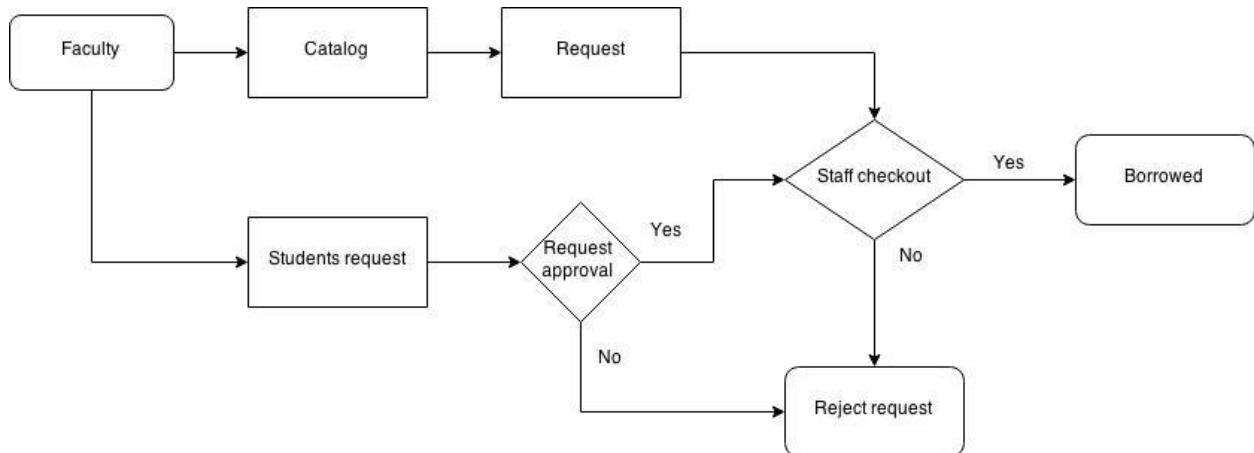 Faculty
Catalog
Request
Staff checkout
Yes
Borrowed
Students request
Request
approval
Yes
No
No
Reject request